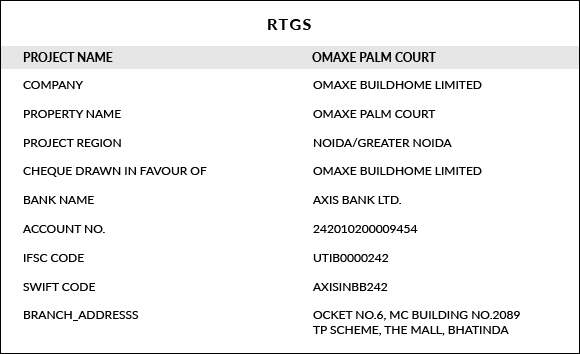 RTGS
PROJECT NAME OMAXE PALM COURT
COMPANY OMAXE BUILDHOME LIMITED
PROPERTY NAME OMAXE PALM COURT
PROJECT REGION NOIDA/GREATER NOIDA
CHEQUE DRAWN IN FAVOUR OF OMAXE BUILDHOME LIMITED
BANK NAME AXIS BANK LTD.
ACCOUNT NO. 242010200009454
IFSC CODE UTIB0000242
SWIFT CODE AXISINBB242
BRANCH_ADDRESSS OCKET NO.6, MC BUILDING NO.2089
TP SCHEME, THE MALL, BHATINDA